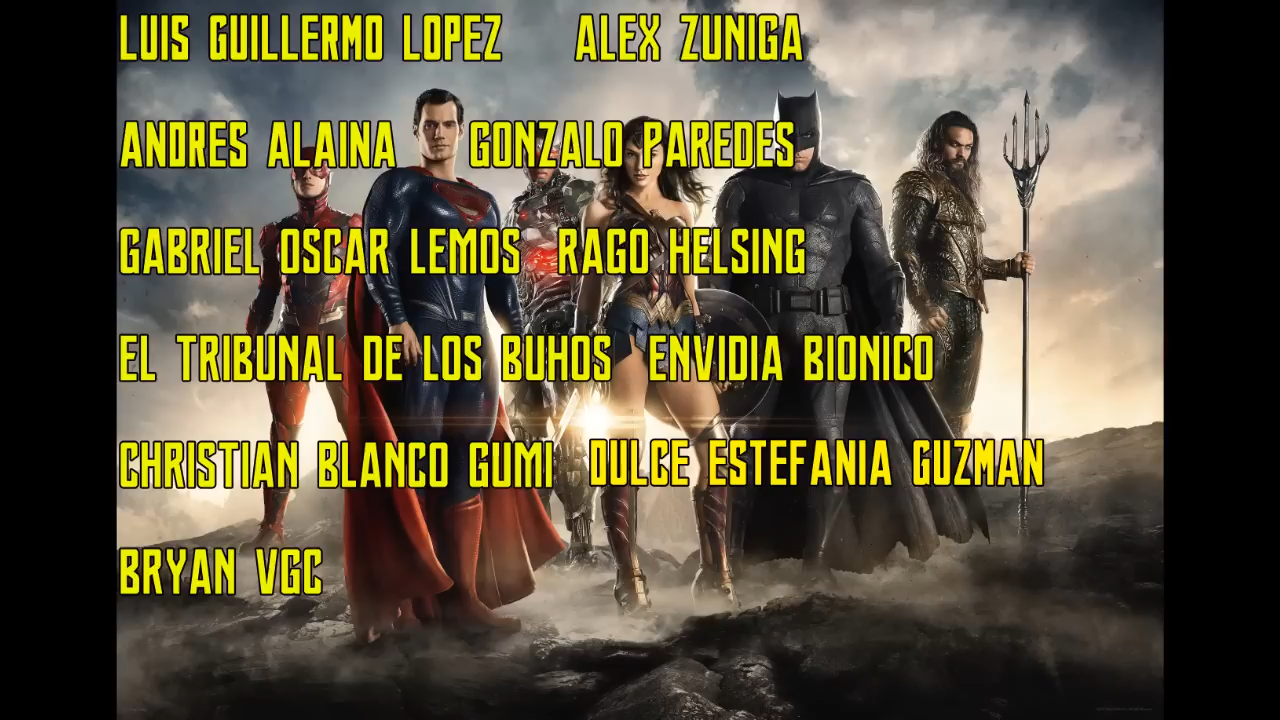 LUIS GUILLERMO LOPEZ ALEX ZUNIGA
ANDRES ALAINA GONZALO PAREDES
GABRIEL OSCAR LEMOS RAGO HELSING
EL TRIBUNAL DE LOS BUHOS ENVIDIA BIONICO
CHRISTIAN BLANCO GUMI DULCE ESTEFANIA GUZMAN
BRYAN VGC